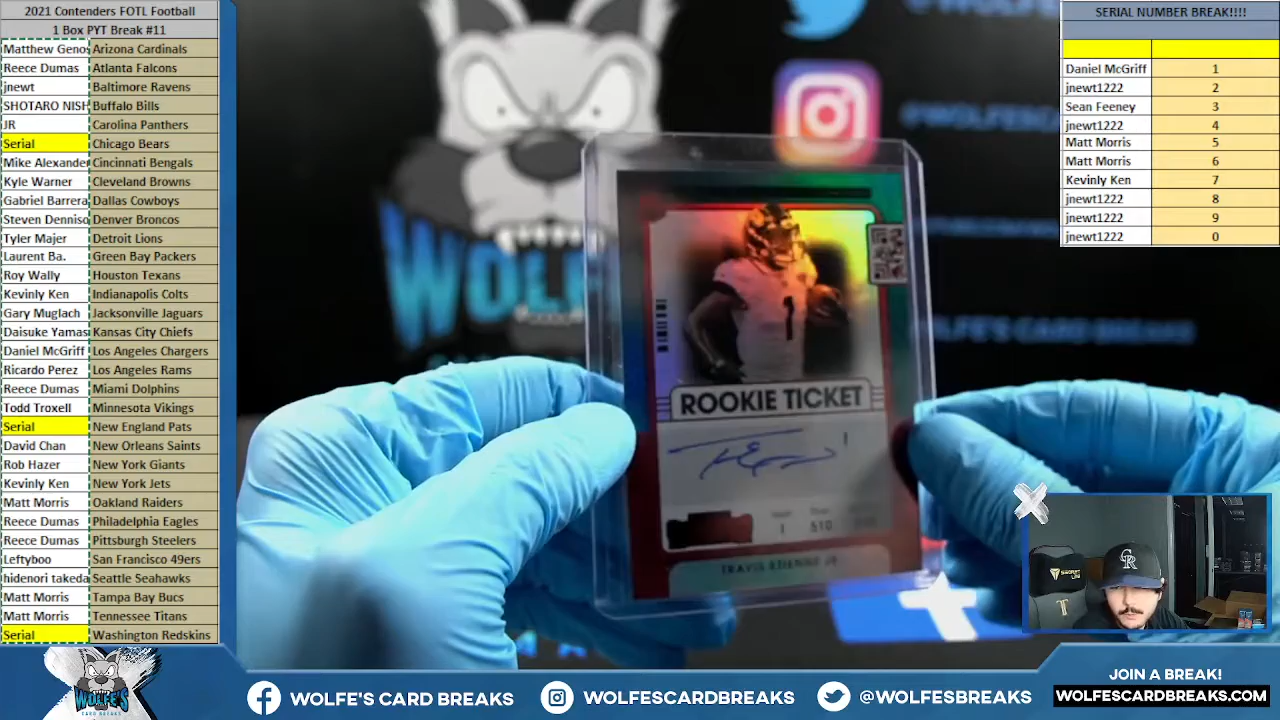 2021 Contenders FOTL Football
1 Box PYT Break #11
Matthew Genos Arizona Cardinals
Reece Dumas Atlanta Falcons
jnewt Baltimore Ravens
SHOTARO NISH Buffalo Bills
JR Carolina Panthers
Serial Chicago Bears
Mike Alexander Cincinnati Bengals
Kyle Warner Cleveland Browns
Gabriel Barrera Dallas Cowboys
Steven Denniso Denver Broncos
Tyler Majer Detroit Lions
Laurent Ba. Green Bay Packers
Roy Wally Houston Texans
Kevinly Ken Indianapolis Colts
Gary Muglach Jacksonville Jaguars
Daisuke Yamas Kansas City Chiefs
Daniel McGriff Los Angeles Chargers
Ricardo Perez Los Angeles Rams
Reece Dumas Miami Dolphins
Todd Troxell Minnesota Vikings
Serial New England Pats
David Chan New Orleans Saints
Rob Hazer New York Giants
Kevinly Ken New York Jets
Matt Morris Oakland Raiders
Reece Dumas Philadelphia Eagles
Reece Dumas Pittsburgh Steelers
Leftyboo San Francisco 49ers
hidenori takeda Seattle Seahawks
Matt Morris Tampa Bay Bucs
Matt Morris Tennessee Titans
Serial Washington Redskins
WOLF
1
ROOKIE TICKET
TRAVIS ETIENNE JR
SERIAL NUMBER BREAK!!!!
Daniel McGriff 1
jnewt1222 2
Sean Feeney 3
jnewt1222 4
Matt Morris 5
Matt Morris 6
Kevinly Ken 7
jnewt1222 8
jnewt1222 9
jnewt1222 0
WOLFE'S
CARD BREAKS
WOLFE'S CARD BREAKS
WOLFESCARDBREAKS
@WOLFESBREAKS
JOIN A BREAK!
WOLFESCARDBREAKS.COM